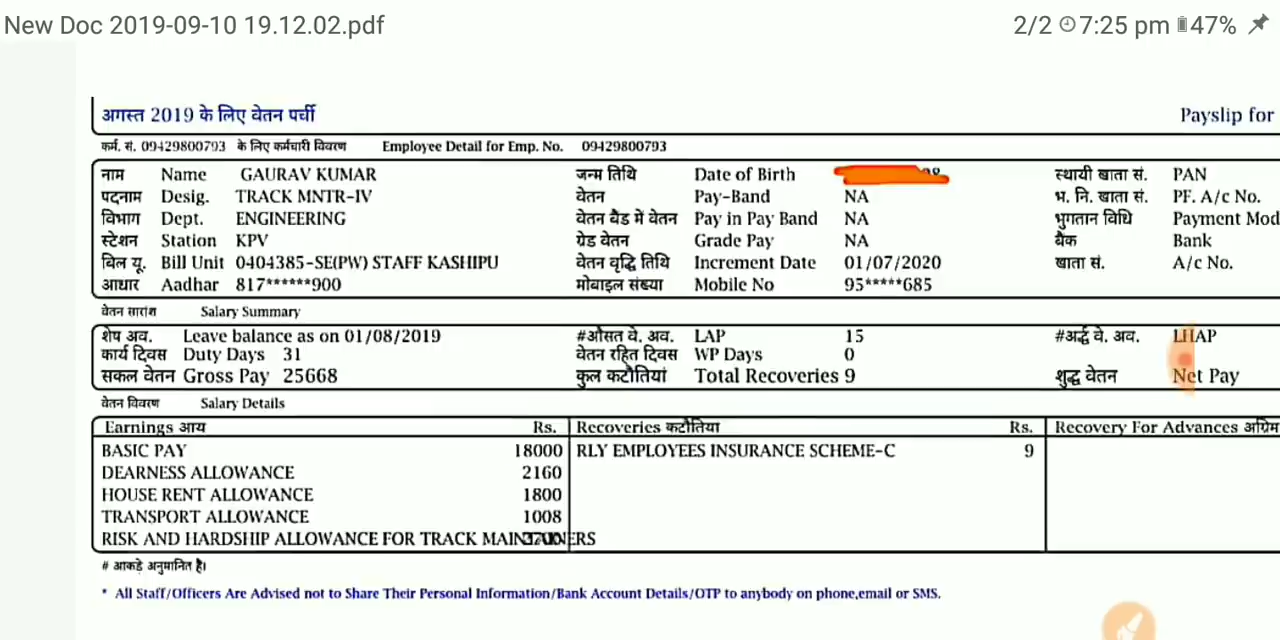 New Doc 2019-09-10 19.12.02.pdf 2/2 7:25 pm 47%
अगस्त 2019 के लिए वेतन पर्ची Payslip for
कर्म. सं. 09429800793 के लिए कर्मचारी विवरण Employee Detail for Emp. No. 09429800793
नाम Name GAURAV KUMAR जन्म तिथि Date of Birth स्थायी खाता सं. PAN
पदनाम Desig. TRACK MNTR-IV वेतन Pay-Band NA भ. नि. खाता सं. PF. A/c No.
विभाग Dept. ENGINEERING वेतन बैंड में वेतन Pay in Pay Band NA भुगतान विधि Payment Mod
स्टेशन Station KPV ग्रेड वेतन Grade Pay NA बैंक Bank
बिल यू. Bill Unit 0404385-SE(PW) STAFF KASHIPU वेतन वृद्धि तिथि Increment Date 01/07/2020 खाता सं. A/c No.
आधार Aadhar 817******900 मोबाइल संख्या Mobile No 95*****685
वेतन सारांश Salary Summary
शेष अव. Leave balance as on 01/08/2019 #औसत वे. अव. LAP 15 #अर्द्ध वे. अव. LHAP
कार्य दिवस Duty Days 31 वेतन रहित दिवस WP Days 0
सकल वेतन Gross Pay 25668 कुल कटौतियां Total Recoveries 9 शुद्ध वेतन Net Pay
वेतन विवरण Salary Details
Earnings आय Rs. Recoveries कटौतिया Rs. Recovery For Advances अग्रिम
BASIC PAY 18000 RLY EMPLOYEES INSURANCE SCHEME-C 9
DEARNESS ALLOWANCE 2160
HOUSE RENT ALLOWANCE 1800
TRANSPORT ALLOWANCE 1008
RISK AND HARDSHIP ALLOWANCE FOR TRACK MAINTAINERS
# आकडे अनुमानित है।
* All Staff/Officers Are Advised not to Share Their Personal Information/Bank Account Details/OTP to anybody on phone,email or SMS.